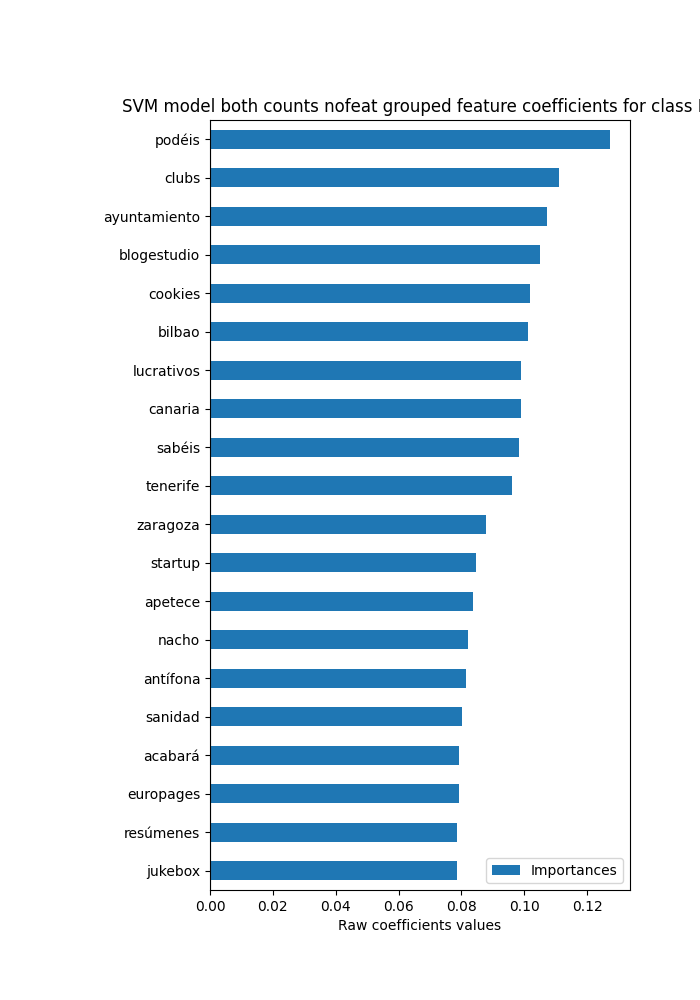 SVM model both counts nofeat grouped feature coefficients for class
podéis
clubs
ayuntamiento
blogestudio
cookies
bilbao
lucrativos
canaria
sabéis
tenerife
zaragoza
startup
apetece
nacho
antífona
sanidad
acabará
europages
resúmenes
jukebox
Importances
0.00 0.02 0.04 0.06 0.08 0.10 0.12
Raw coefficients values